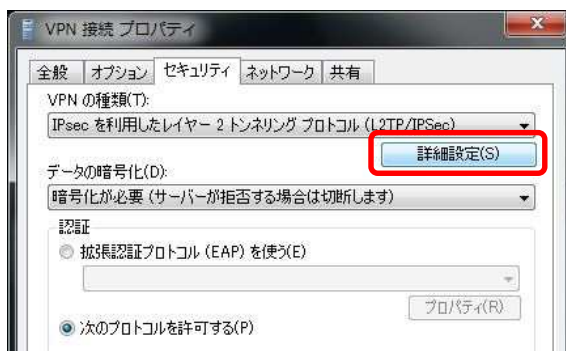 VPN 接続 プロパティ
全般 オプション セキュリティ ネットワーク 共有
VPN の種類(T):
IPsec を利用したレイヤー 2 トンネリング プロトコル (L2TP/IPSec)
詳細設定(S)
データの暗号化(D):
暗号化が必要 (サーバーが拒否する場合は切断します)
認証
拡張認証プロトコル (EAP) を使う(E)
プロパティ(R)
次のプロトコルを許可する(P)